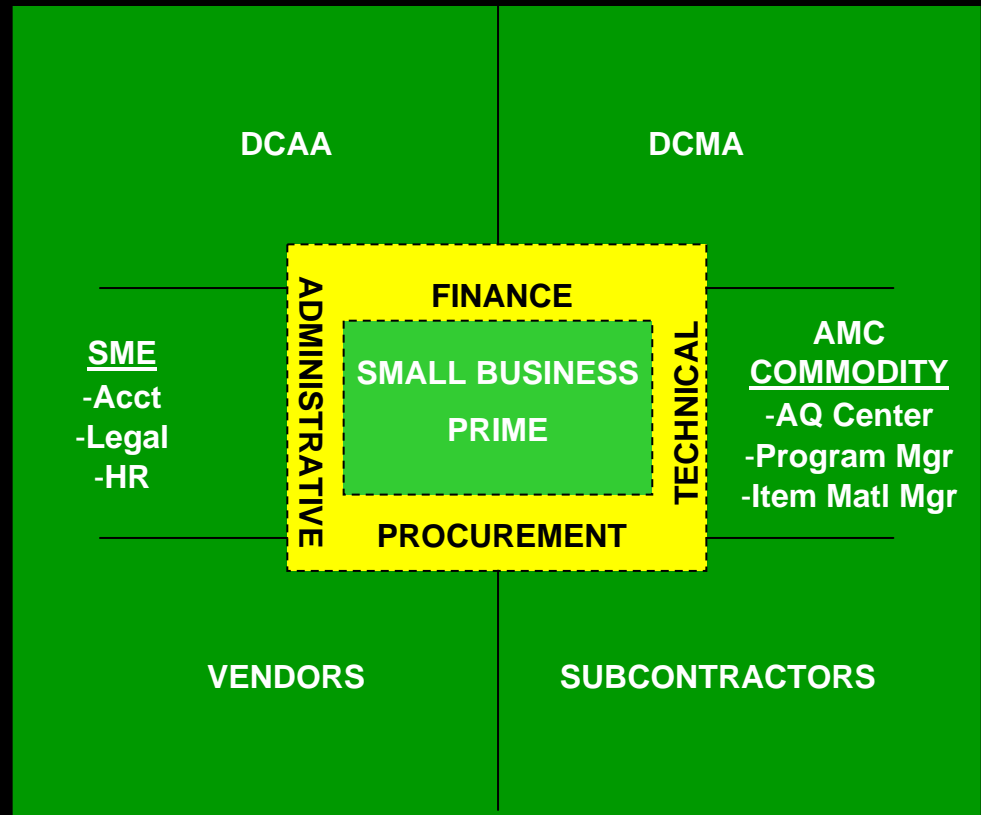 DCAA
DCMA
ADMINISTRATIVE
FINANCE
TECHNICAL
SME
-Acct
-Legal
-HR
SMALL BUSINESS
PRIME
AMC
COMMODITY
-AQ Center
-Program Mgr
-Item Matl Mgr
PROCUREMENT
VENDORS
SUBCONTRACTORS